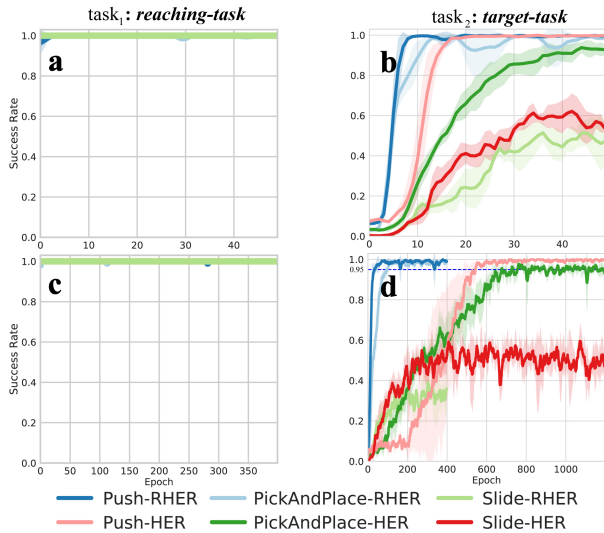 task₁: reaching-task
task₂: target-task
a
Success Rate
1.0
0.8
0.6
0.4
0.2
0.0
0 10 20 30 40
b
1.0
0.8
0.6
0.4
0.2
0.0
0 10 20 30 40
c
Success Rate
1.0
0.8
0.6
0.4
0.2
0.0
0 50 100 150 200 250 300 350
Epoch
d
1.0
0.95
0.8
0.6
0.4
0.2
0.0
0 200 400 600 800 1000
Epoch
Push-RHER PickAndPlace-RHER Slide-RHER
Push-HER PickAndPlace-HER Slide-HER